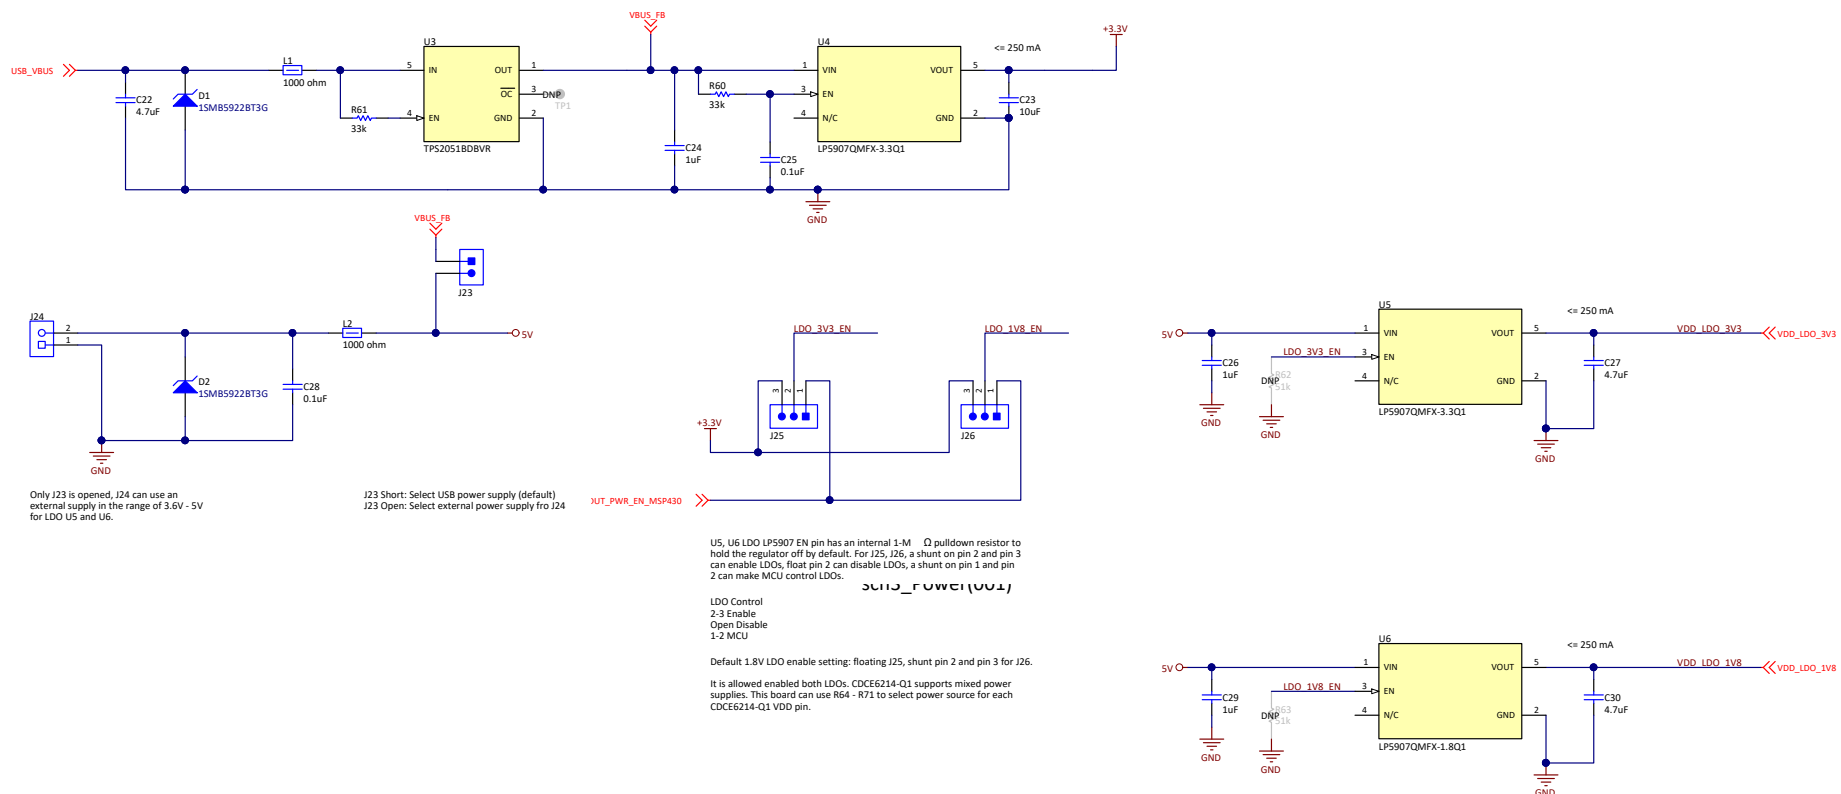 VBUS_FB
+3.3V
USB_VBUS
L1
1000 ohm
C22
4.7uF
D1
1SMB5922BT3G
R61
33k
U3
5 IN OUT 1
OC 3
DNP
TP1
4 EN GND 2
TPS2051BDBVR
C24
1uF
R60
33k
C25
0.1uF
U4
<= 250 mA
1 VIN VOUT 5
3 EN
4 N/C GND 2
LP5907QMFX-3.3Q1
C23
10uF
GND
VBUS_FB
J23
J24
2
1
L2
1000 ohm
5V
D2
1SMB5922BT3G
C28
0.1uF
GND
Only J23 is opened, J24 can use an
external supply in the range of 3.6V - 5V
for LDO U5 and U6.
J23 Short: Select USB power supply (default)
J23 Open: Select external power supply fro J24
LDO_3V3_EN
LDO_1V8_EN
3 2 1
J25
3 2 1
J26
+3.3V
OUT_PWR_EN_MSP430
U5, U6 LDO LP5907 EN pin has an internal 1-M Ω pulldown resistor to
hold the regulator off by default. For J25, J26, a shunt on pin 2 and pin 3
can enable LDOs, float pin 2 can disable LDOs, a shunt on pin 1 and pin
2 can make MCU control LDOs.
sch5_Power(001)
LDO Control
2-3 Enable
Open Disable
1-2 MCU
Default 1.8V LDO enable setting: floating J25, shunt pin 2 and pin 3 for J26.
It is allowed enabled both LDOs. CDCE6214-Q1 supports mixed power
supplies. This board can use R64 - R71 to select power source for each
CDCE6214-Q1 VDD pin.
U5
<= 250 mA
5V
1 VIN VOUT 5
VDD_LDO_3V3
VDD_LDO_3V3
LDO_3V3_EN
3 EN
4 N/C GND 2
C26
1uF
R62
DNP
51k
C27
4.7uF
LP5907QMFX-3.3Q1
GND
GND
GND
U6
<= 250 mA
5V
1 VIN VOUT 5
VDD_LDO_1V8
VDD_LDO_1V8
LDO_1V8_EN
3 EN
4 N/C GND 2
C29
1uF
R63
DNP
51k
C30
4.7uF
LP5907QMFX-1.8Q1
GND
GND
GND